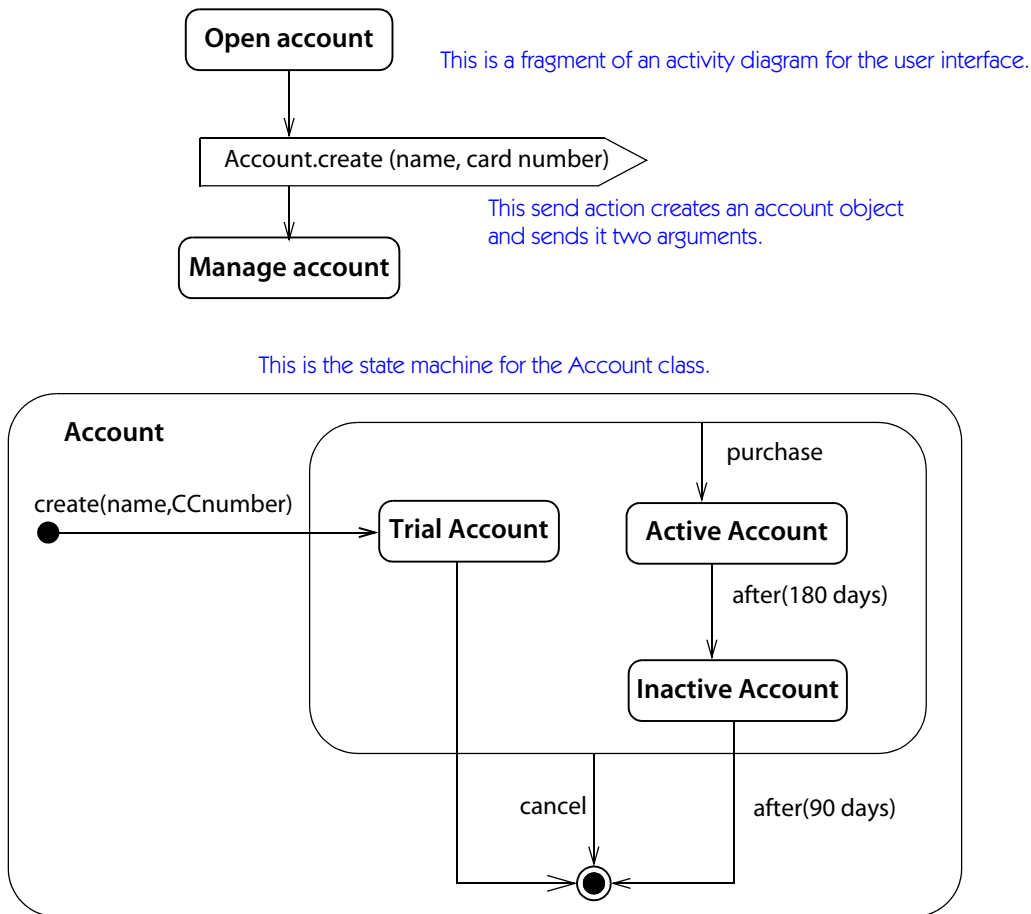 Open account
This is a fragment of an activity diagram for the user interface.
Account.create (name, card number)
This send action creates an account object
and sends it two arguments.
Manage account
This is the state machine for the Account class.
Account
purchase
create(name,CCnumber)
Trial Account
Active Account
after(180 days)
Inactive Account
cancel
after(90 days)